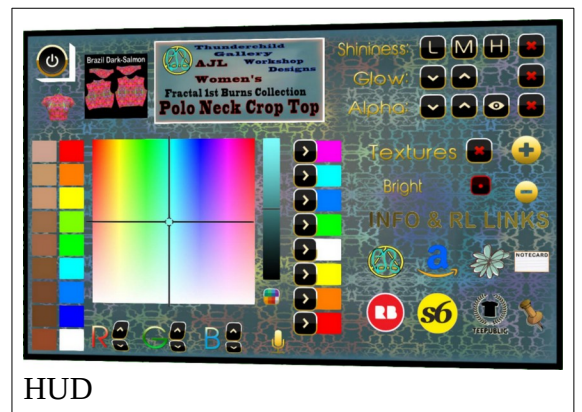 Brazil Dark-Salmon
Thunderchild
Gallery
AJL Workshop
Designs
Women's
Fractal 1st Burns Collection
Polo Neck Crop Top
Shininess: L M H
Glow:
Alpha:
Textures
Bright
INFO & RL LINKS
a
NOTECARD
RB
s6
TEEPUBLIC
R G B
HUD